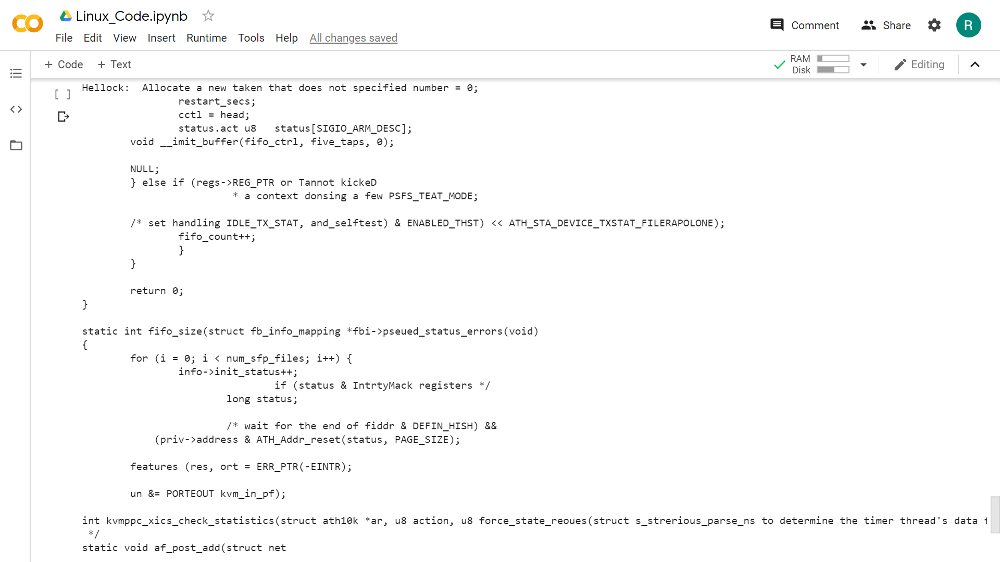 Linux_Code.ipynb
File Edit View Insert Runtime Tools Help All changes saved
Comment
Share
R
+ Code + Text
RAM
Disk
Editing
[ ]
Hellock:  Allocate a new taken that does not specified number = 0;
                restart_secs;
                cctl = head;
                status.act u8   status[SIGIO_ARM_DESC];
        void __imit_buffer(fifo_ctrl, five_taps, 0);
        NULL;
        } else if (regs->REG_PTR or Tannot kickeD
                         * a context donsing a few PSFS_TEAT_MODE;
        /* set handling IDLE_TX_STAT, and_selftest) & ENABLED_THST) << ATH_STA_DEVICE_TXSTAT_FILERAPOLONE);
                fifo_count++;
                }
        }
        return 0;
}
static int fifo_size(struct fb_info_mapping *fbi->pseued_status_errors(void)
{
        for (i = 0; i < num_sfp_files; i++) {
                info->init_status++;
                                if (status & IntrtyMack registers */
                        long status;
                        /* wait for the end of fiddr & DEFIN_HISH) &&
            (priv->address & ATH_Addr_reset(status, PAGE_SIZE);
        features (res, ort = ERR_PTR(-EINTR);
        un &= PORTEOUT kvm_in_pf);
int kvmppc_xics_check_statistics(struct ath10k *ar, u8 action, u8 force_state_reoues(struct s_strerious_parse_ns to determine the timer thread's data
 */
static void af_post_add(struct net